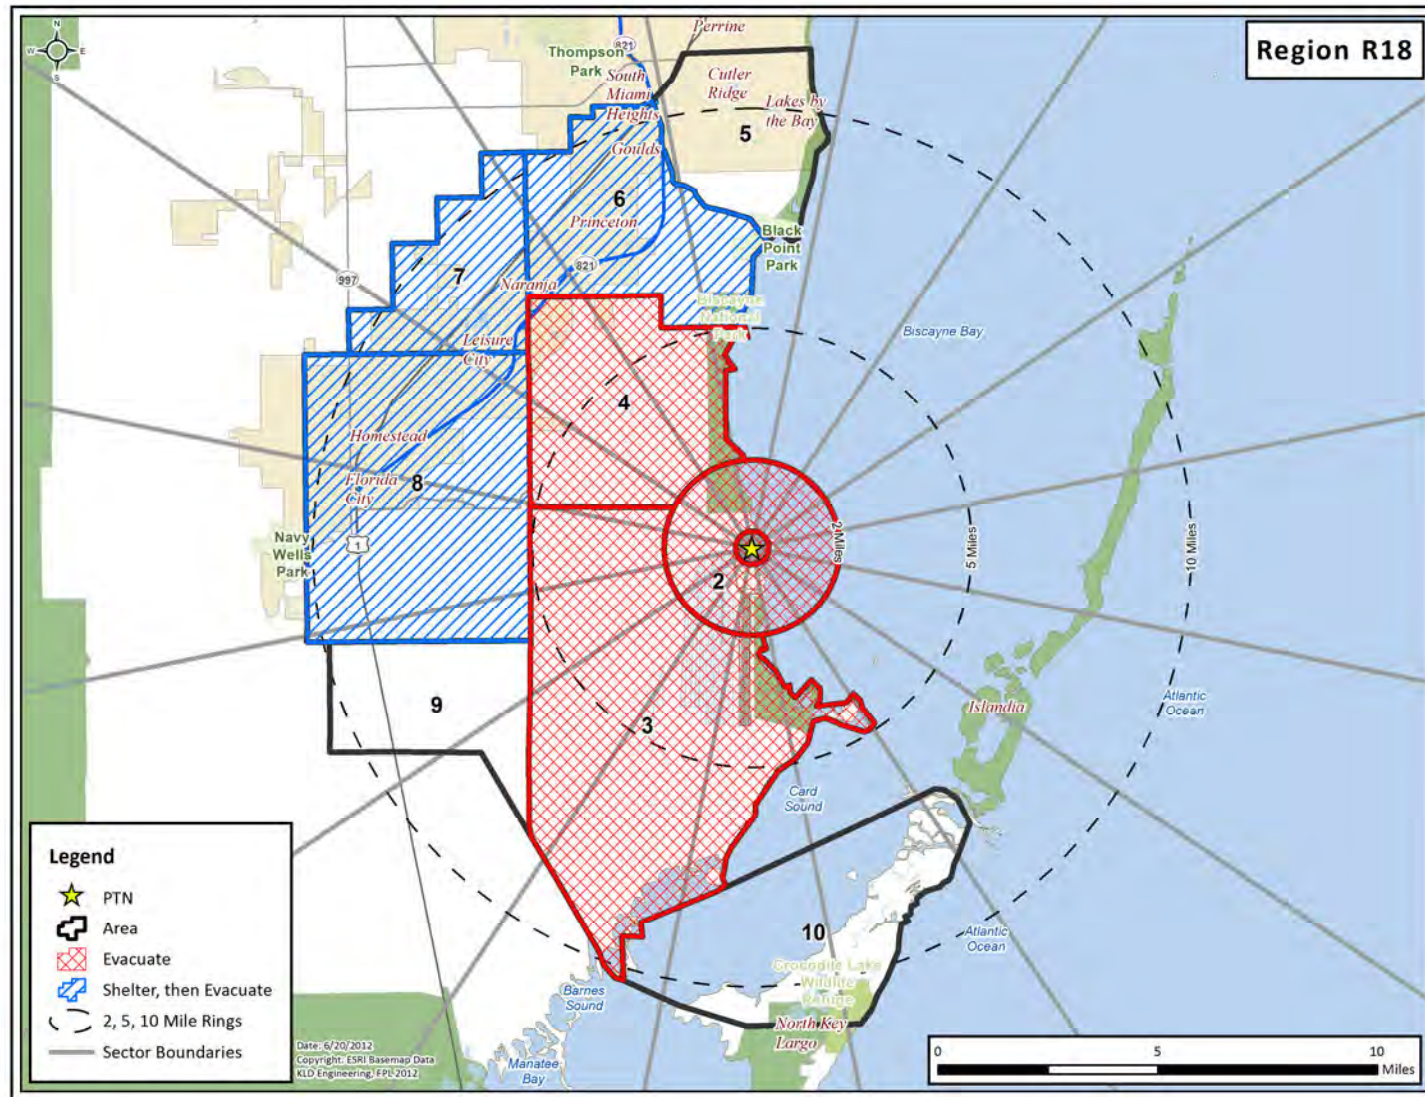 Region R18
N
W
E
S
Perrine
821
Thompson
Park
South
Miami
Heights
Cutler
Ridge
Lakes by
the Bay
5
Goulds
6
Princeton
Black
Point
Park
821
997
7
Naranja
Biscayne
National
Park
Biscayne Bay
Leisure
City
4
Homestead
8
Florida
City
Navy
Wells
Park
1
2 Miles
5 Miles
10 Miles
2
Atlantic
Ocean
Islandia
9
3
Card
Sound
10
Atlantic
Ocean
Crocodile Lake
Wildlife
Refuge
Barnes
Sound
North Key
Largo
Manatee
Bay
Legend
PTN
Area
Evacuate
Shelter, then Evacuate
2, 5, 10 Mile Rings
Sector Boundaries
Date: 6/20/2012
Copyright: ESRI Basemap Data
KLD Engineering, FPL 2012
0
5
10
Miles